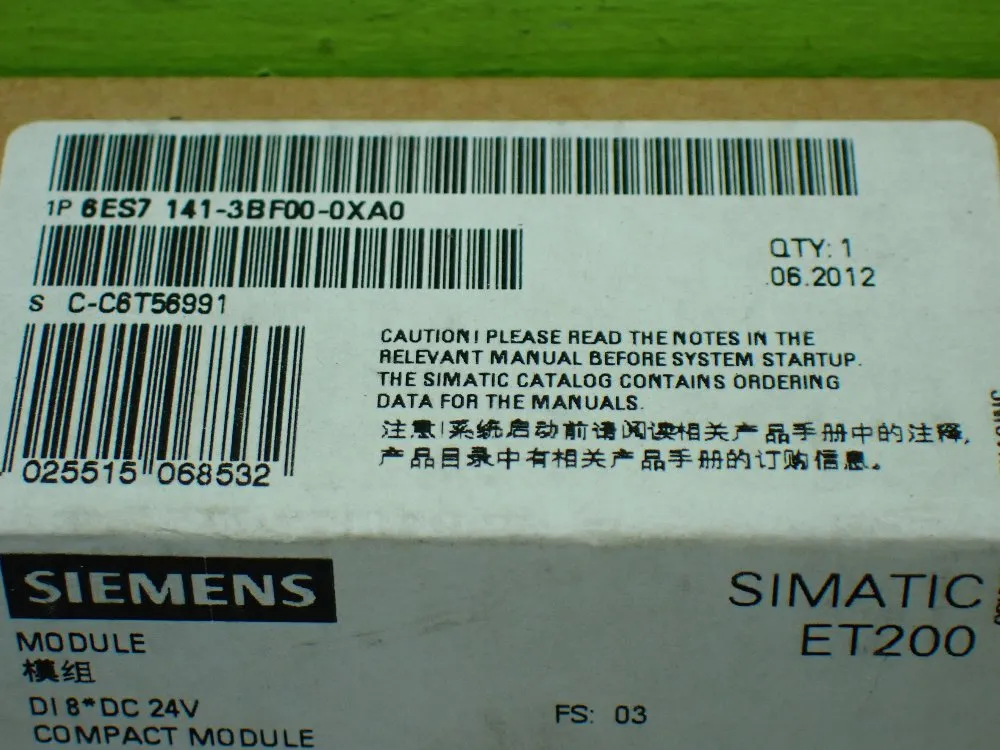 1P 6ES7 141-3BF00-0XA0
QTY: 1
06.2012
S C-C6T56991
CAUTION! PLEASE READ THE NOTES IN THE
RELEVANT MANUAL BEFORE SYSTEM STARTUP.
THE SIMATIC CATALOG CONTAINS ORDERING
DATA FOR THE MANUALS.
注意!系统启动前请阅读相关产品手册中的注释,
产品目录中有相关产品手册的订购信息。
025515 068532
SIEMENS
SIMATIC
ET200
MODULE
模组
DI 8*DC 24V
FS: 03
COMPACT MODULE